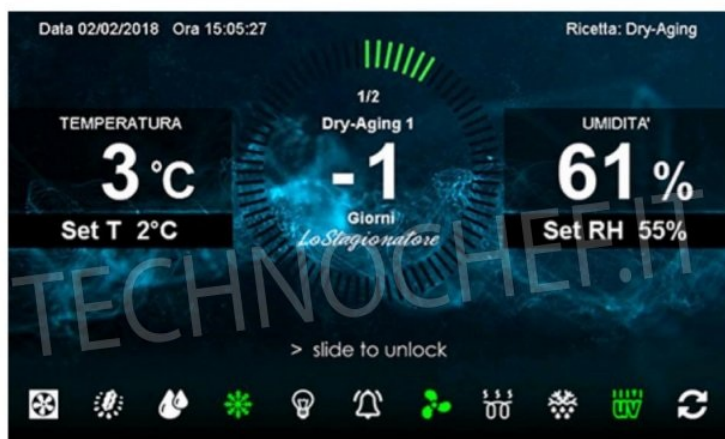 Data 02/02/2018 Ora 15:05:27
Ricetta: Dry-Aging
1/2
Dry-Aging 1
- 1
Giorni
LoStagionatore
TEMPERATURA
3 °C
Set T 2°C
UMIDITA'
61 %
Set RH 55%
TECHNOCHEF.IT
> slide to unlock
UV